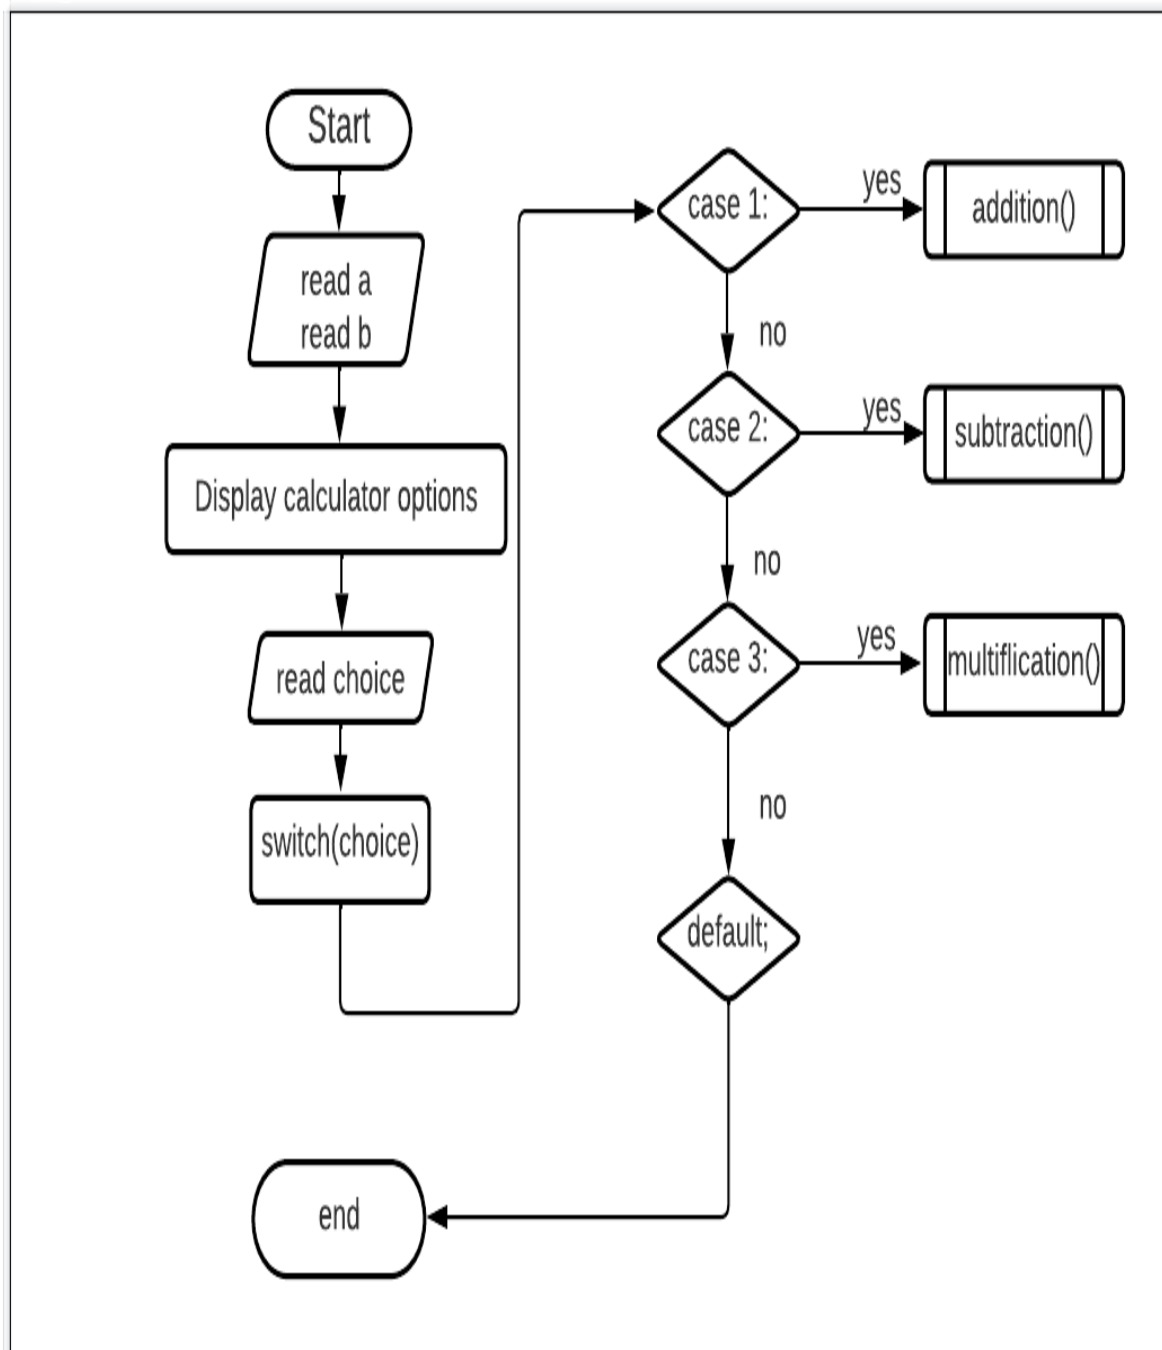 Start
read a
read b
Display calculator options
read choice
switch(choice)
case 1:
yes
addition()
no
case 2:
yes
subtraction()
no
case 3:
yes
multiflication()
no
default;
end